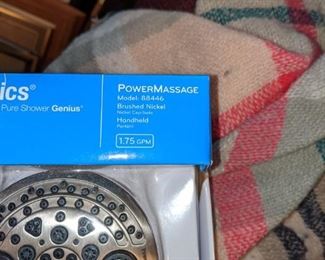 ics®
Pure Shower Genius®
POWERMASSAGE
Model: 88446
Brushed Nickel
Handheld
1.75 GPM